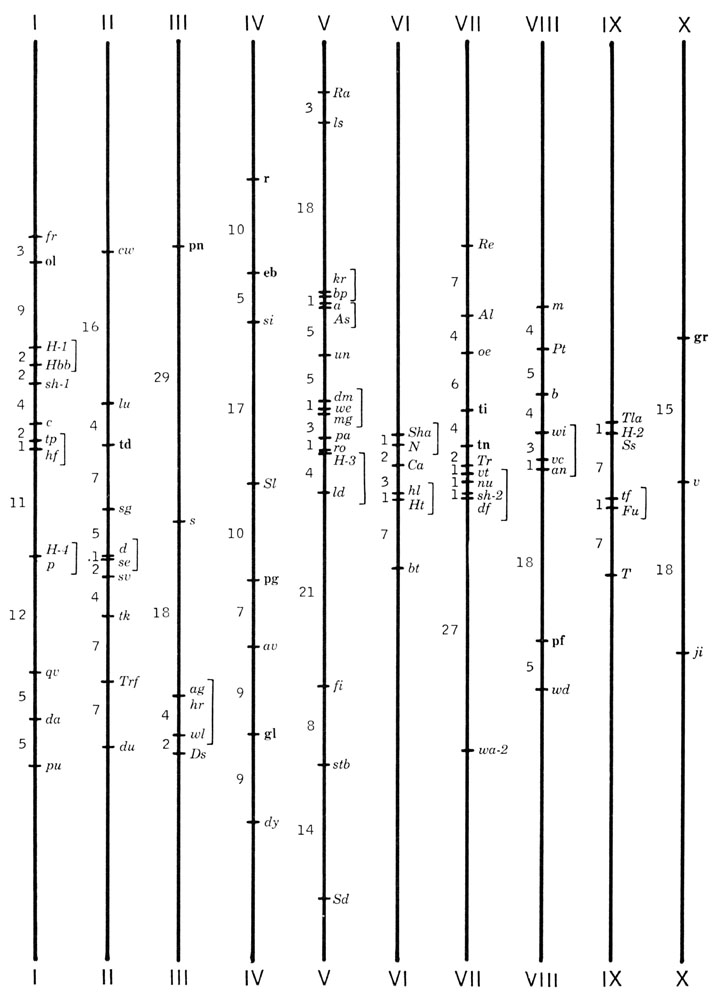 I II III IV V VI VII VIII IX X
3 fr
ol
9
H-1
2 Hbb
2 sh-1
4
c
2 tp
1 hf
11
H-4
p
12
qv
5
da
5
pu
I
cw
16
lu
4
td
7
sg
5
d
.1 se
2 sv
4
tk
7
Trf
7
du
II
pn
29
s
18
ag
hr
4
wl
2 Ds
III
r
10
eb
5
si
17
Sl
10
pg
7
av
9
gl
9
dy
IV
Ra
3
ls
18
kr
bp
1 a
As
5
un
5
dm
1 we
mg
3
pa
1 ro
H-3
4
ld
21
fi
8
stb
14
Sd
V
Sha
1 N
2
Ca
3
hl
1 Ht
7
bt
VI
Re
7
Al
4
oe
6
ti
4
tn
2 Tr
1 vt
1 nu
1 sh-2
df
27
wa-2
VII
m
4
Pt
5
b
4
wi
3
vc
1 an
18
pf
5
wd
VIII
Tla
1 H-2
Ss
7
tf
1 Fu
7
T
IX
gr
15
v
18
ji
X